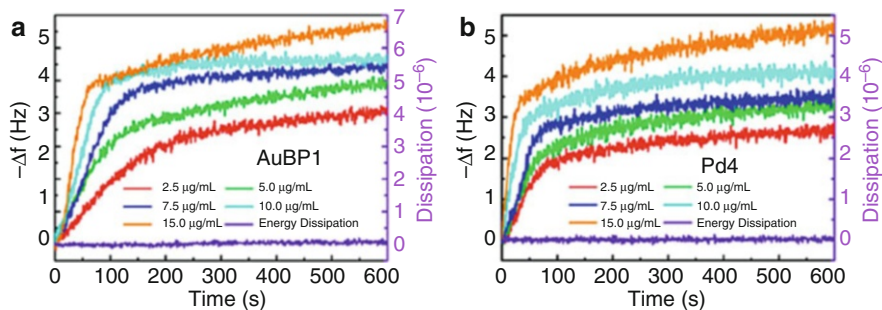 a
−Δf (Hz)
5
4
3
2
1
0
AuBP1
2.5 μg/mL
5.0 μg/mL
7.5 μg/mL
10.0 μg/mL
15.0 μg/mL
Energy Dissipation
0 100 200 300 400 500 600
Time (s)
7
6
5
4
3
2
1
0
Dissipation (10⁻⁶)
b
−Δf (Hz)
5
4
3
2
1
0
Pd4
2.5 μg/mL
5.0 μg/mL
7.5 μg/mL
10.0 μg/mL
15.0 μg/mL
Energy Dissipation
0 100 200 300 400 500 600
Time (s)
5
4
3
2
1
0
Dissipation (10⁻⁶)